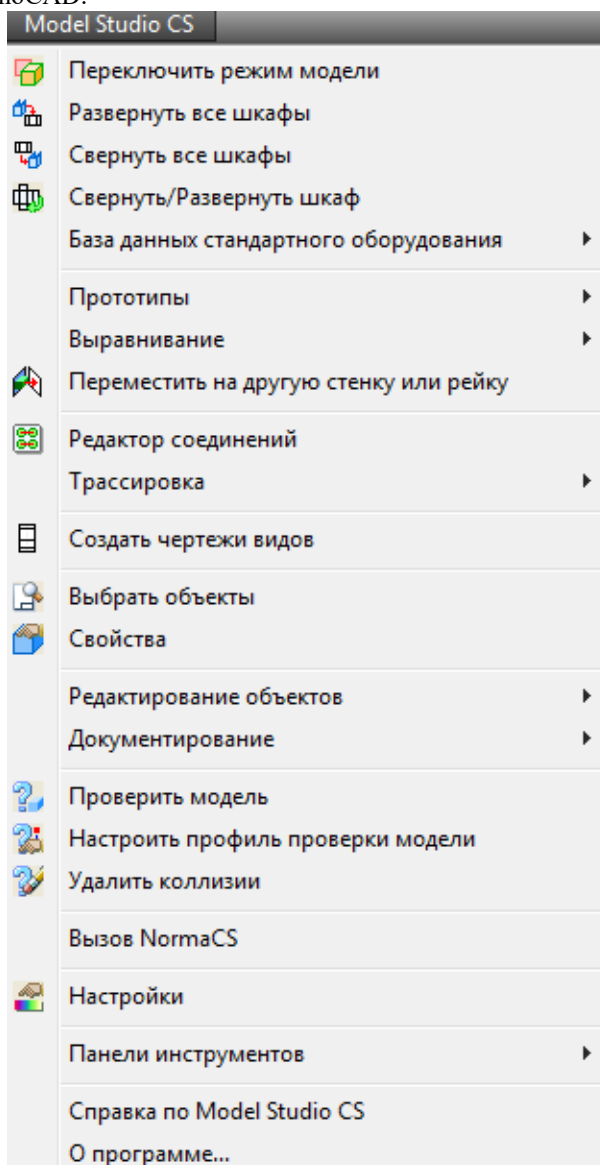 Model Studio CS
Переключить режим модели
Развернуть все шкафы
Свернуть все шкафы
Свернуть/Развернуть шкаф
База данных стандартного оборудования
Прототипы
Выравнивание
Переместить на другую стенку или рейку
Редактор соединений
Трассировка
Создать чертежи видов
Выбрать объекты
Свойства
Редактирование объектов
Документирование
Проверить модель
Настроить профиль проверки модели
Удалить коллизии
Вызов NormaCS
Настройки
Панели инструментов
Справка по Model Studio CS
О программе...